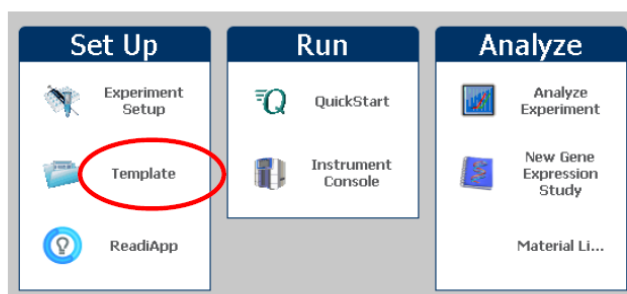 Set Up
Experiment
Setup
Template
ReadiApp
Run
QuickStart
Instrument
Console
Analyze
Analyze
Experiment
New Gene
Expression
Study
Material Li...